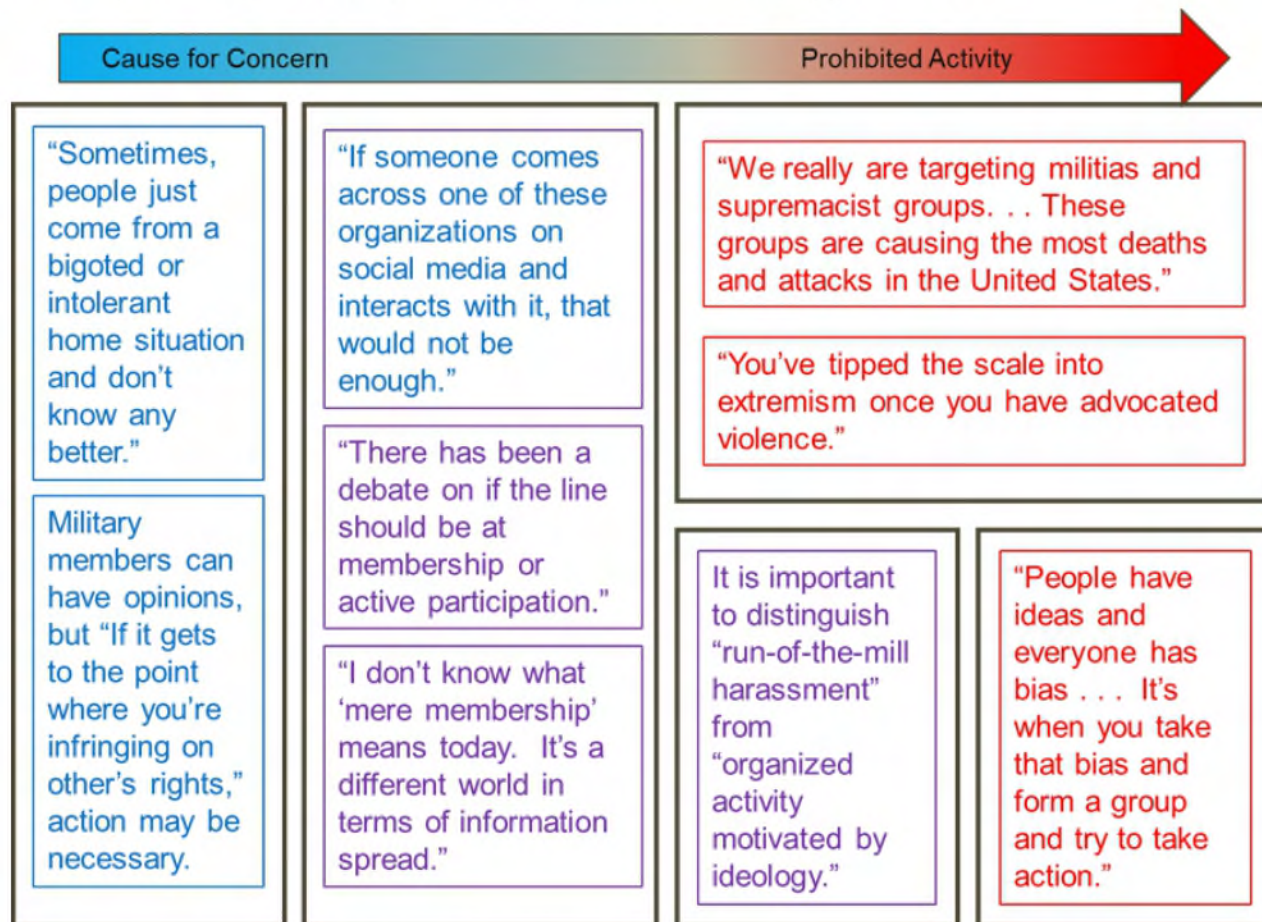 Cause for Concern
Prohibited Activity
“Sometimes,
people just
come from a
bigoted or
intolerant
home situation
and don’t
know any
better.”
Military
members can
have opinions,
but “If it gets
to the point
where you’re
infringing on
other’s rights,”
action may be
necessary.
“If someone comes
across one of these
organizations on
social media and
interacts with it, that
would not be
enough.”
“There has been a
debate on if the line
should be at
membership or
active participation.”
“I don’t know what
‘mere membership’
means today.  It’s a
different world in
terms of information
spread.”
“We really are targeting militias and
supremacist groups. . . These
groups are causing the most deaths
and attacks in the United States.”
“You’ve tipped the scale into
extremism once you have advocated
violence.”
It is important
to distinguish
“run-of-the-mill
harassment”
from
“organized
activity
motivated by
ideology.”
“People have
ideas and
everyone has
bias . . .  It’s
when you take
that bias and
form a group
and try to take
action.”